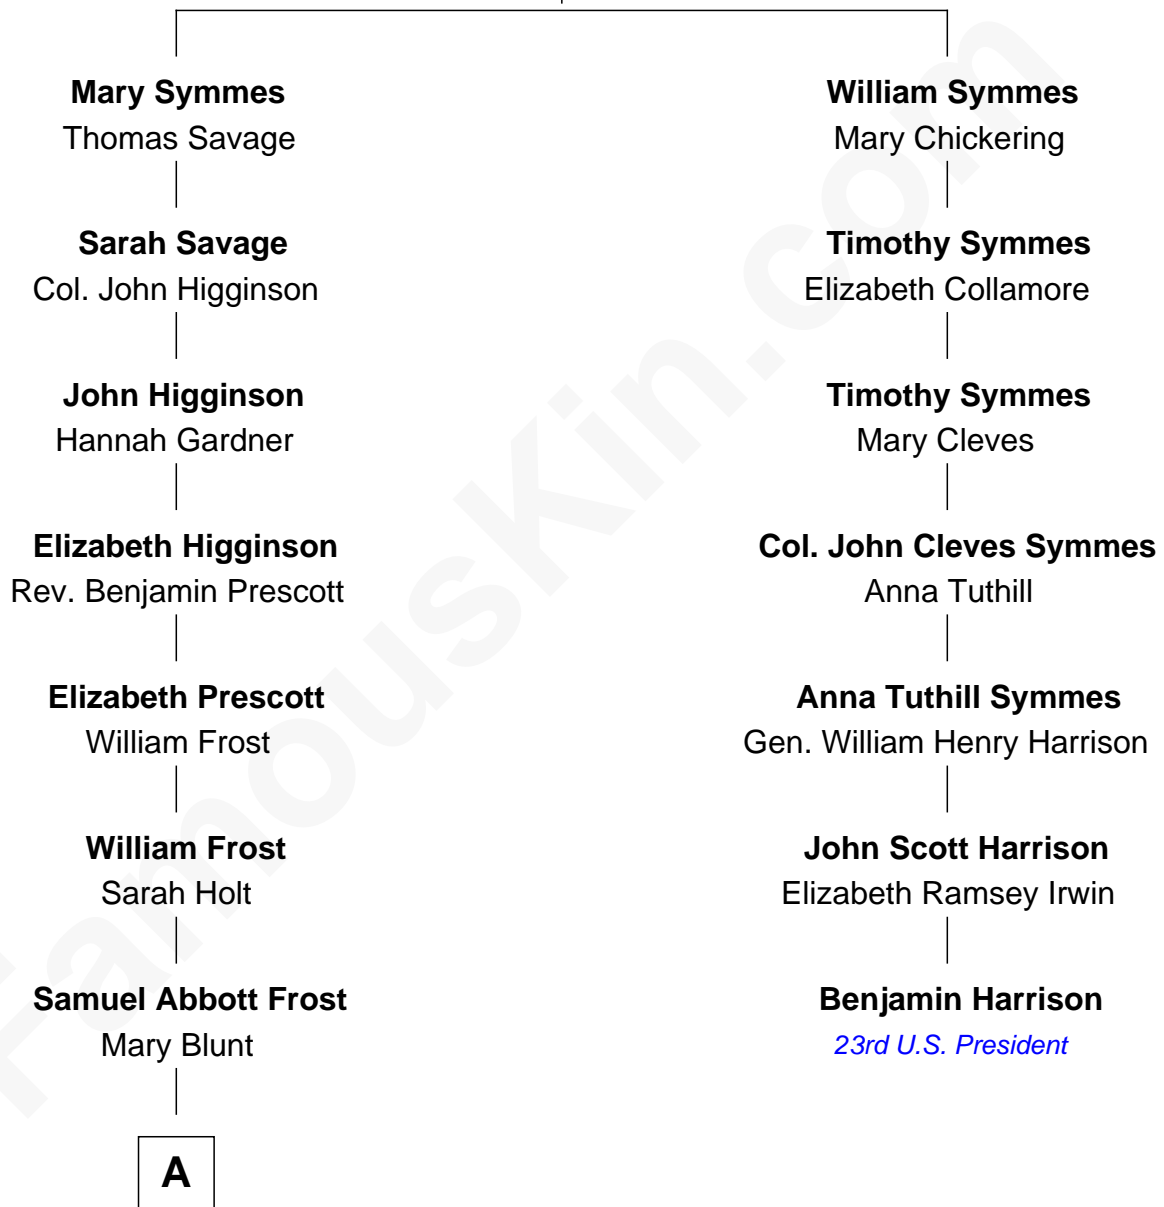 Mary Symmes
Thomas Savage
Sarah Savage
Col. John Higginson
John Higginson
Hannah Gardner
Elizabeth Higginson
Rev. Benjamin Prescott
Elizabeth Prescott
William Frost
William Frost
Sarah Holt
Samuel Abbott Frost
Mary Blunt
A
William Symmes
Mary Chickering
Timothy Symmes
Elizabeth Collamore
Timothy Symmes
Mary Cleves
Col. John Cleves Symmes
Anna Tuthill
Anna Tuthill Symmes
Gen. William Henry Harrison
John Scott Harrison
Elizabeth Ramsey Irwin
Benjamin Harrison
23rd U.S. President
FamousKin.com